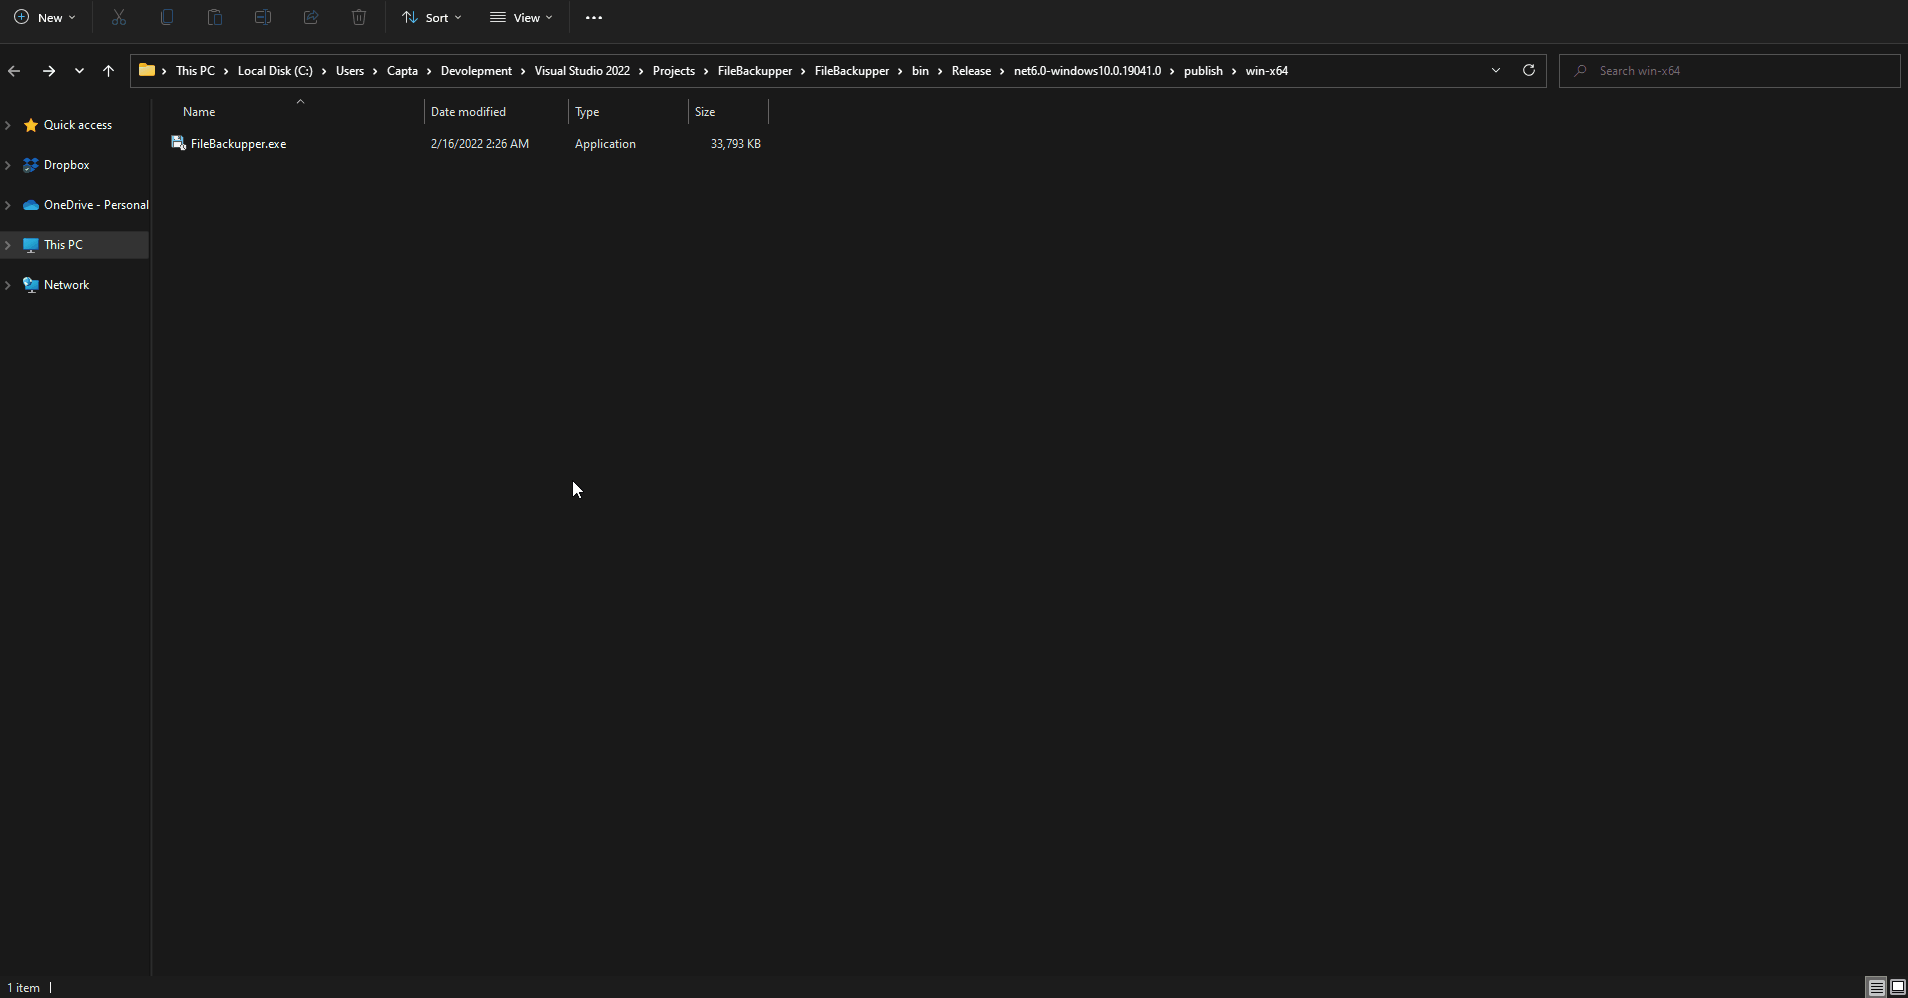 New Sort View
This PC Local Disk (C:) Users Capta Devolepment Visual Studio 2022 Projects FileBackupper FileBackupper bin Release net6.0-windows10.0.19041.0 publish win-x64 Search win-x64
Name Date modified Type Size
Quick access
FileBackupper.exe 2/16/2022 2:26 AM Application 33,793 KB
Dropbox
OneDrive - Personal
This PC
Network
1 item